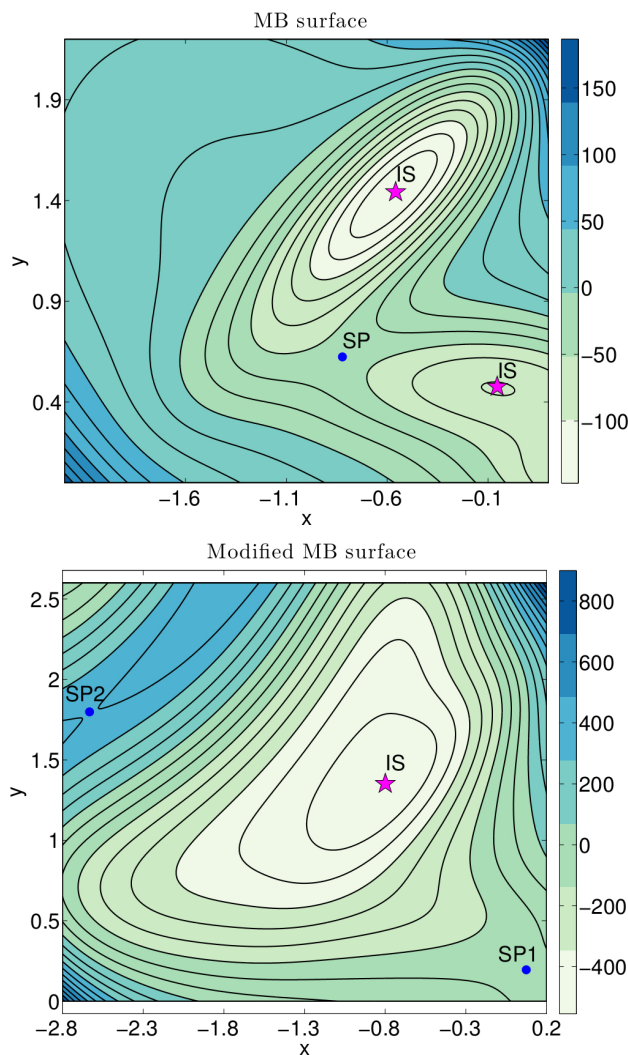 MB surface
150
100
50
0
−50
−100
1.9
1.4
0.9
0.4
y
IS
SP
IS
−1.6 −1.1 −0.6 −0.1
x
Modified MB surface
800
600
400
200
0
−200
−400
2.5
2
1.5
1
0.5
0
y
SP2
IS
SP1
−2.8 −2.3 −1.8 −1.3 −0.8 −0.3 0.2
x